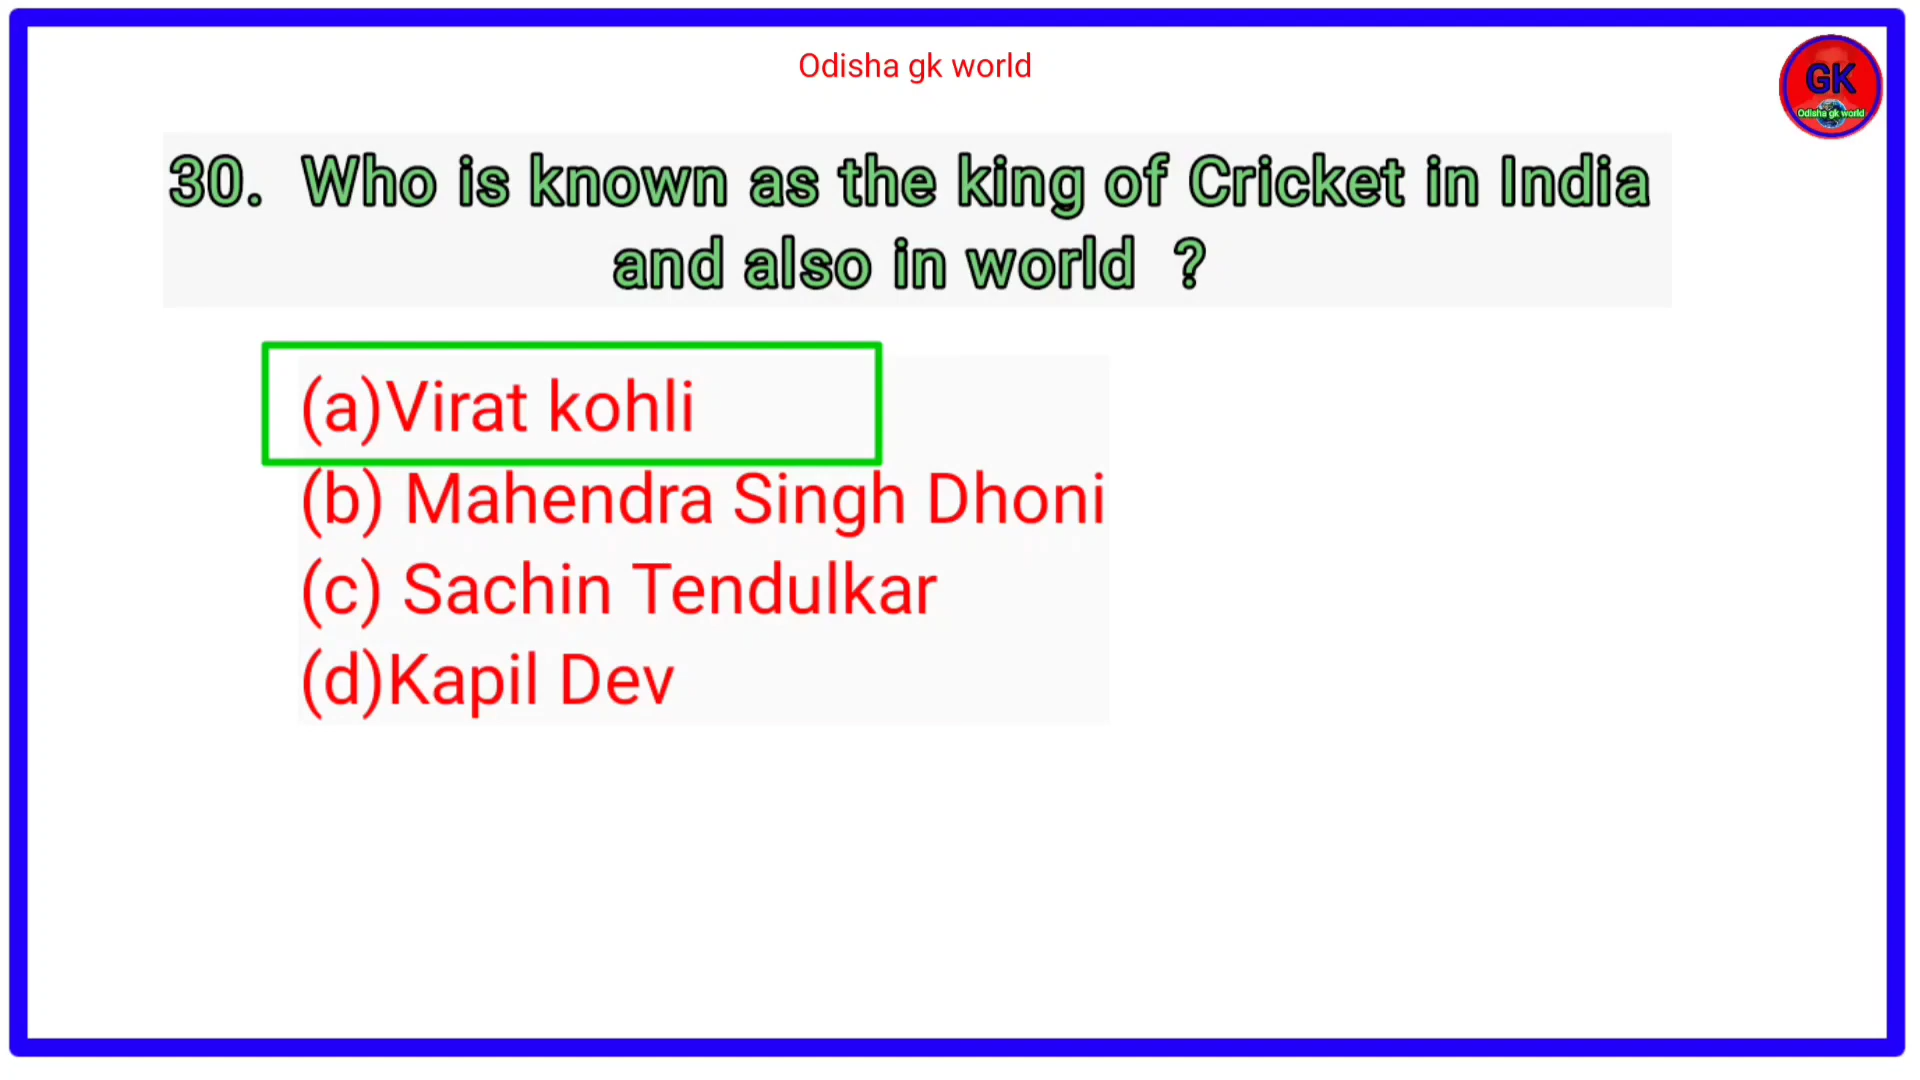 Odisha gk world
GK
Odisha gk world
30. Who is known as the king of Cricket in India
and also in world ?
(a)Virat kohli
(b) Mahendra Singh Dhoni
(c) Sachin Tendulkar
(d)Kapil Dev